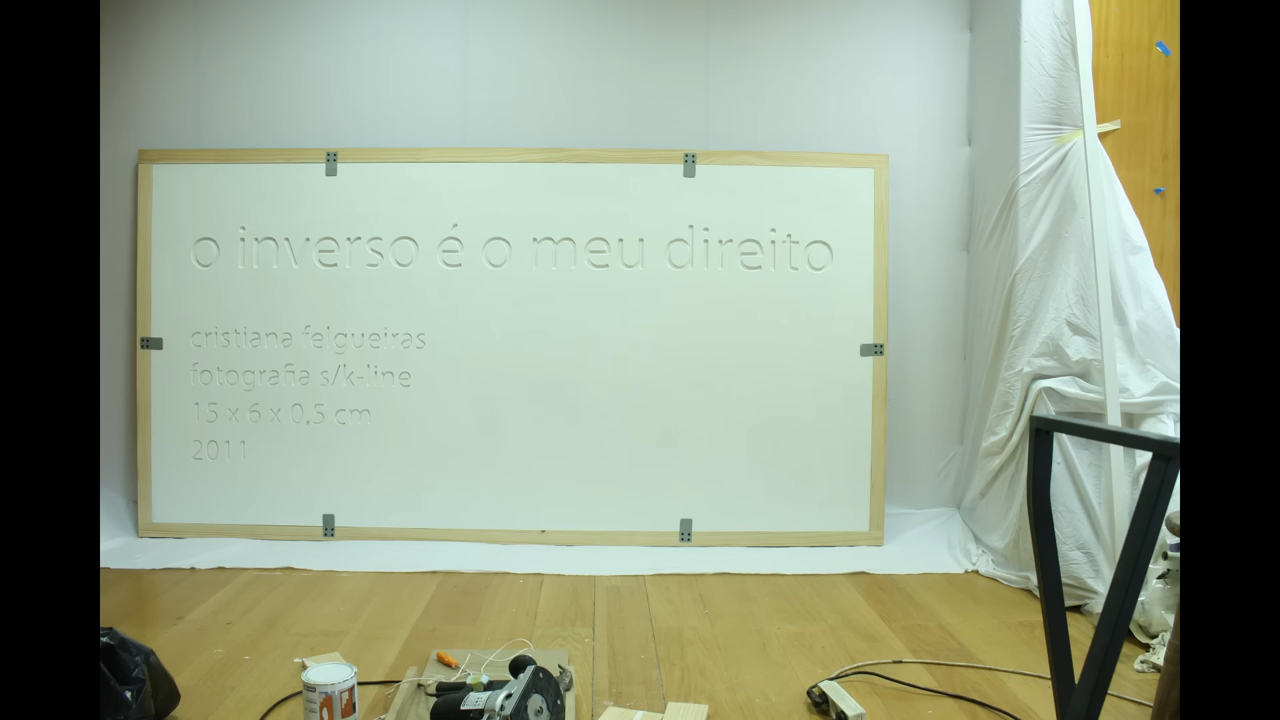 o inverso é o meu direito
cristiana felgueiras
fotografia s/k-line
15 x 6 x 0,5 cm
2011